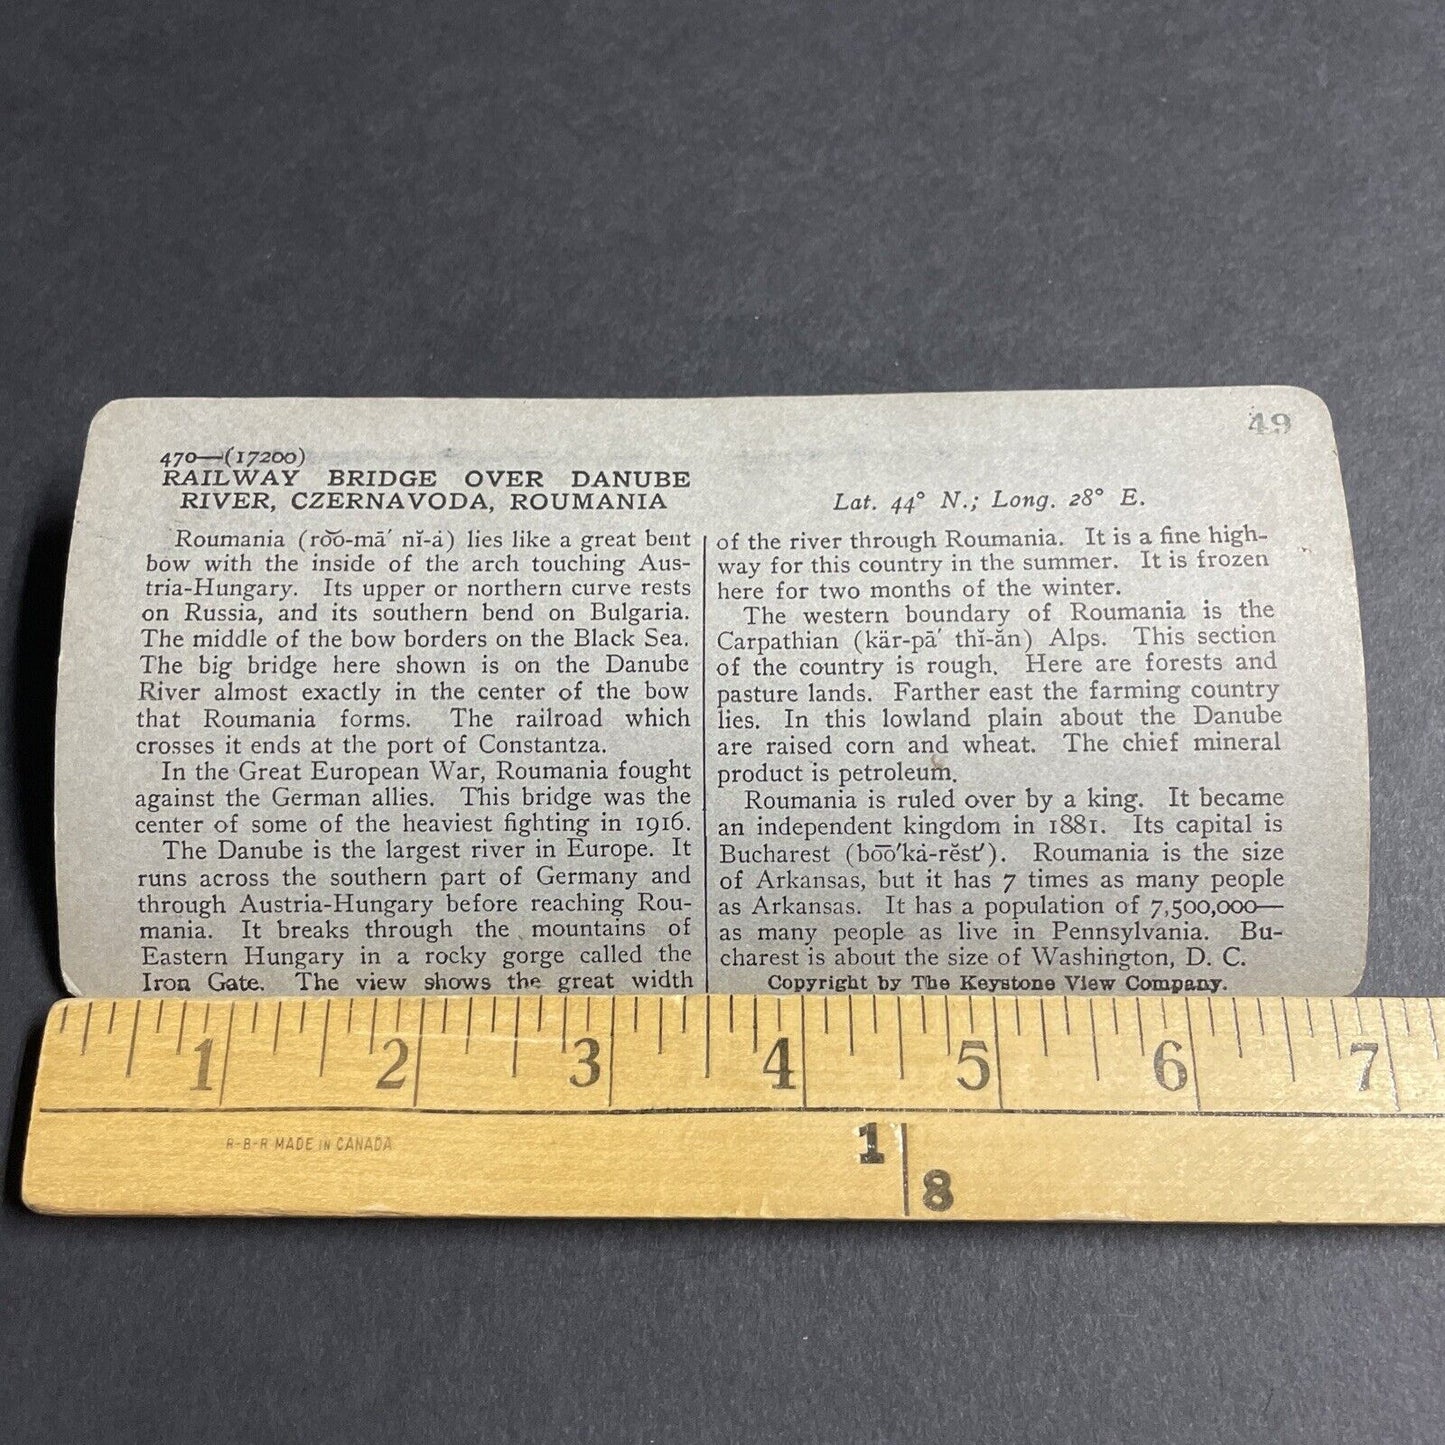 49
470—(17200)
RAILWAY BRIDGE OVER DANUBE
RIVER, CZERNAVODA, ROUMANIA
Roumania (rŏŏ-mā′ nĭ-ȧ) lies like a great bent
bow with the inside of the arch touching Aus-
tria-Hungary. Its upper or northern curve rests
on Russia, and its southern bend on Bulgaria.
The middle of the bow borders on the Black Sea.
The big bridge here shown is on the Danube
River almost exactly in the center of the bow
that Roumania forms. The railroad which
crosses it ends at the port of Constantza.
In the Great European War, Roumania fought
against the German allies. This bridge was the
center of some of the heaviest fighting in 1916.
The Danube is the largest river in Europe. It
runs across the southern part of Germany and
through Austria-Hungary before reaching Rou-
mania. It breaks through the mountains of
Eastern Hungary in a rocky gorge called the
Iron Gate. The view shows the great width
Lat. 44° N.; Long. 28° E.
of the river through Roumania. It is a fine high-
way for this country in the summer. It is frozen
here for two months of the winter.
The western boundary of Roumania is the
Carpathian (kär-pā′ thĭ-ăn) Alps. This section
of the country is rough. Here are forests and
pasture lands. Farther east the farming country
lies. In this lowland plain about the Danube
are raised corn and wheat. The chief mineral
product is petroleum.
Roumania is ruled over by a king. It became
an independent kingdom in 1881. Its capital is
Bucharest (bōō′kȧ-rĕst′). Roumania is the size
of Arkansas, but it has 7 times as many people
as Arkansas. It has a population of 7,500,000—
as many people as live in Pennsylvania. Bu-
charest is about the size of Washington, D. C.
Copyright by The Keystone View Company.
1 2 3 4 5 6 7
R-B-R MADE IN CANADA
1
8